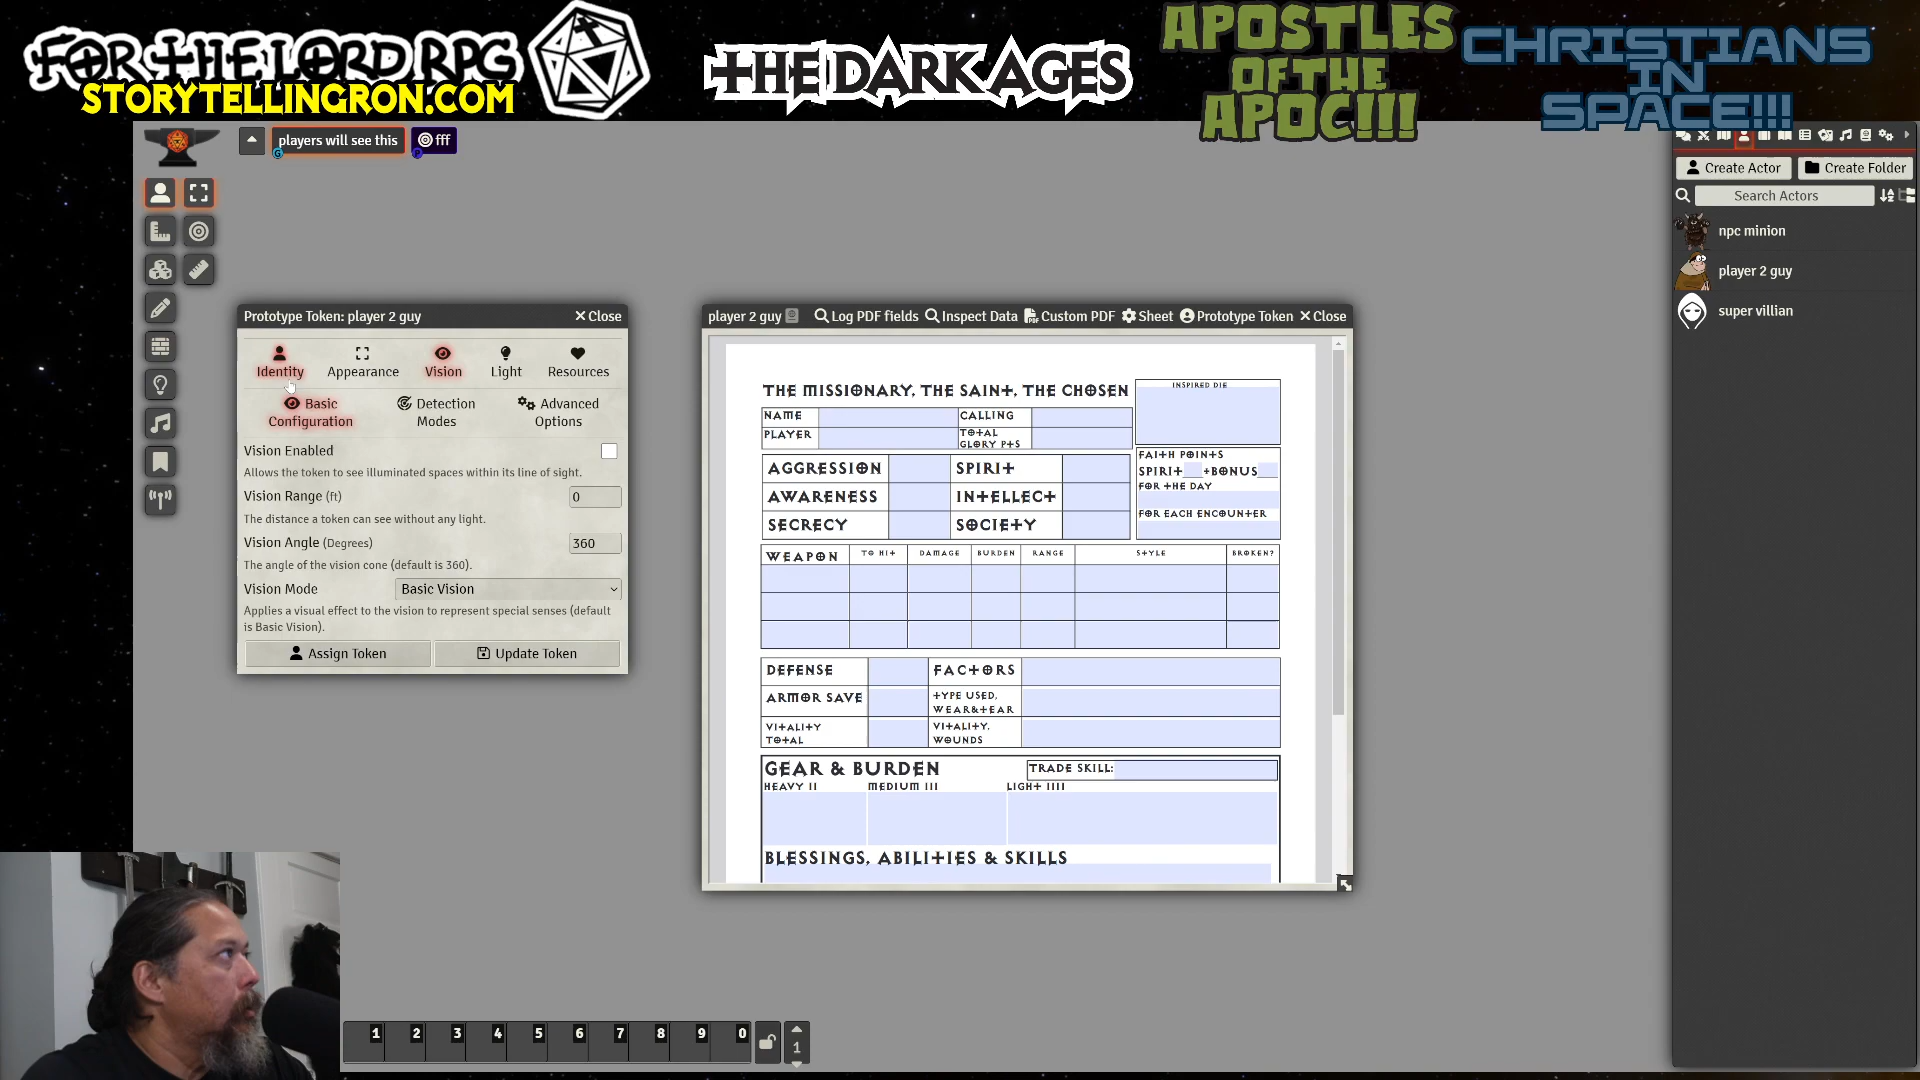 FOR THE LORD RPG
STORYTELLINGRON.COM
THE DARK AGES
APOSTLES
OF THE
APOC!!!
CHRISTIANS
IN
SPACE!!!
players will see this
fff
Create Actor
Create Folder
Search Actors
npc minion
player 2 guy
super villian
Prototype Token: player 2 guy
Close
Identity
Appearance
Vision
Light
Resources
Basic
Configuration
Detection
Modes
Advanced
Options
Vision Enabled
Allows the token to see illuminated spaces within its line of sight.
Vision Range (ft)
0
The distance a token can see without any light.
Vision Angle (Degrees)
360
The angle of the vision cone (default is 360).
Vision Mode
Basic Vision
Applies a visual effect to the vision to represent special senses (default
is Basic Vision).
Assign Token
Update Token
player 2 guy
Log PDF fields
Inspect Data
Custom PDF
Sheet
Prototype Token
Close
THE MISSIONARY, THE SAINT, THE CHOSEN
INSPIRED DIE
NAME
CALLING
PLAYER
TOTAL
GLORY PTS
AGGRESSION
SPIRIT
AWARENESS
INTELLECT
SECRECY
SOCIETY
FAITH POINTS
SPIRIT +BONUS
FOR THE DAY
FOR EACH ENCOUNTER
WEAPON
TO HIT
DAMAGE
BURDEN
RANGE
STYLE
BROKEN?
DEFENSE
FACTORS
ARMOR SAVE
TYPE USED,
WEAR&TEAR
VITALITY
TOTAL
VITALITY,
WOUNDS
GEAR & BURDEN
TRADE SKILL:
HEAVY II
MEDIUM III
LIGHT IIII
BLESSINGS, ABILITIES & SKILLS
1
2
3
4
5
6
7
8
9
0
1